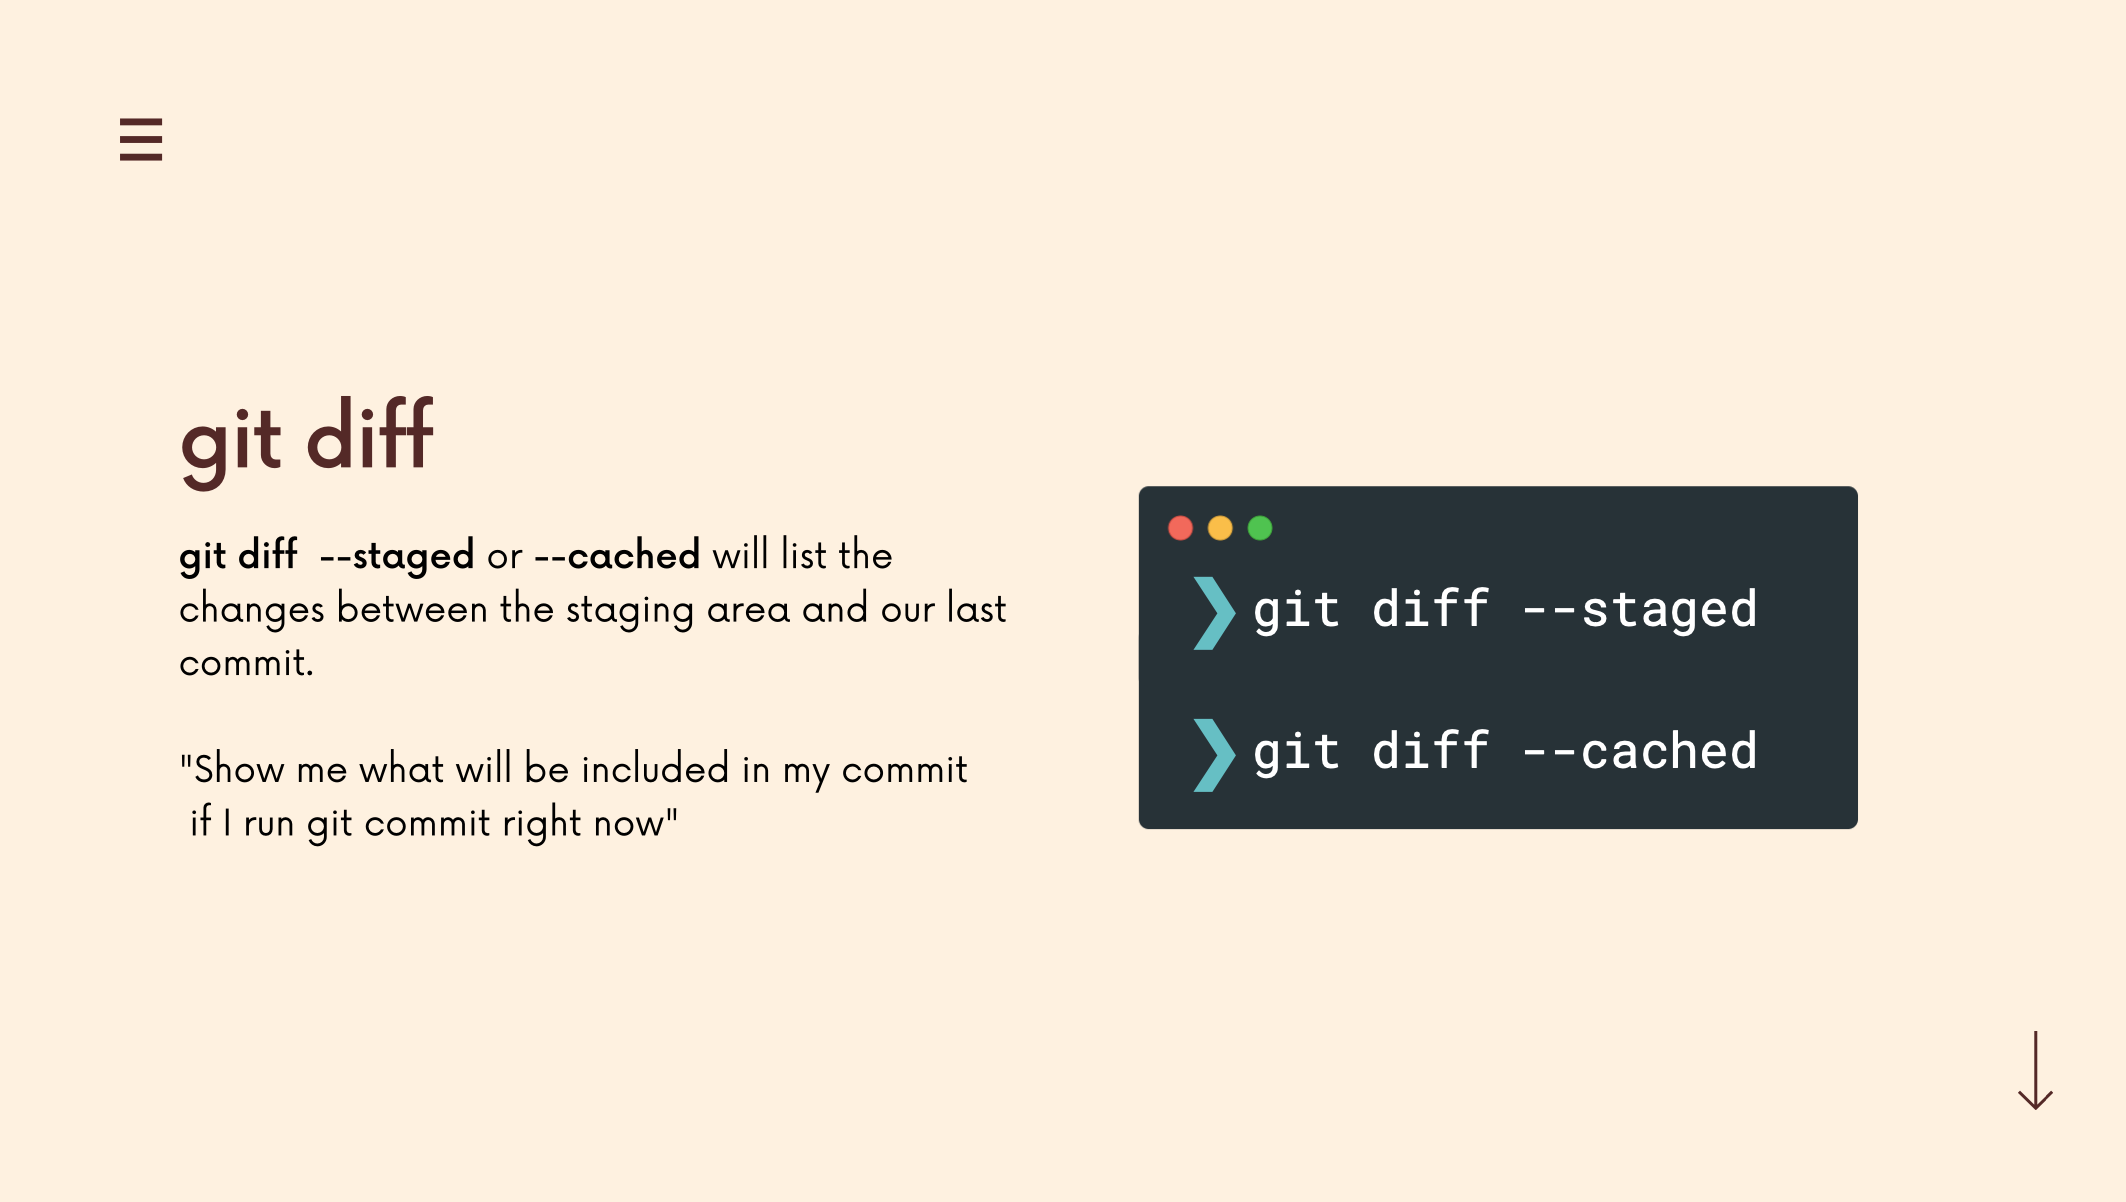 git diff
git diff  --staged or --cached will list the
changes between the staging area and our last
commit.
"Show me what will be included in my commit
if I run git commit right now"
❯ git diff --staged
❯ git diff --cached